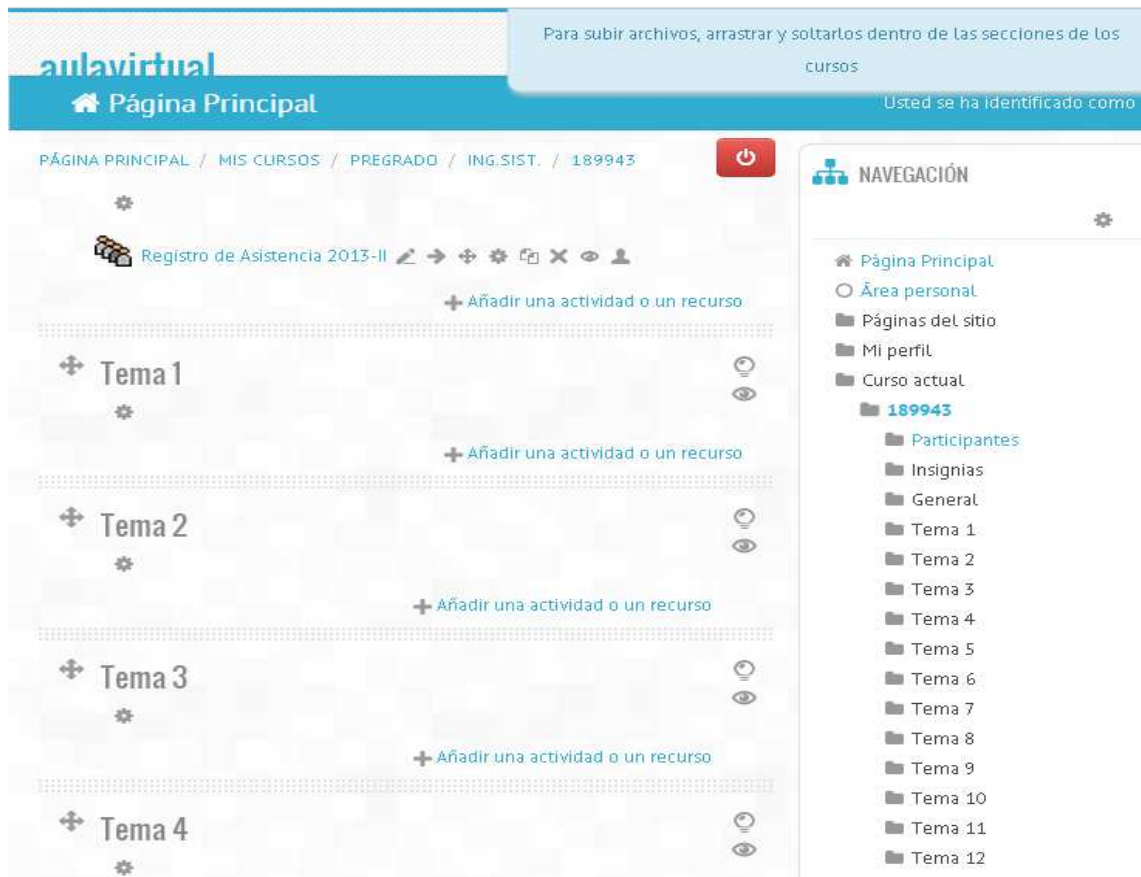 Para subir archivos, arrastrar y soltarlos dentro de las secciones de los
cursos
aulavirtual
Página Principal
Usted se ha identificado como
PÁGINA PRINCIPAL / MIS CURSOS / PREGRADO / ING.SIST. / 189943
Registro de Asistencia 2013-II
Añadir una actividad o un recurso
Tema 1
Añadir una actividad o un recurso
Tema 2
Añadir una actividad o un recurso
Tema 3
Añadir una actividad o un recurso
Tema 4
NAVEGACIÓN
Página Principal
Área personal
Páginas del sitio
Mi perfil
Curso actual
189943
Participantes
Insignias
General
Tema 1
Tema 2
Tema 3
Tema 4
Tema 5
Tema 6
Tema 7
Tema 8
Tema 9
Tema 10
Tema 11
Tema 12